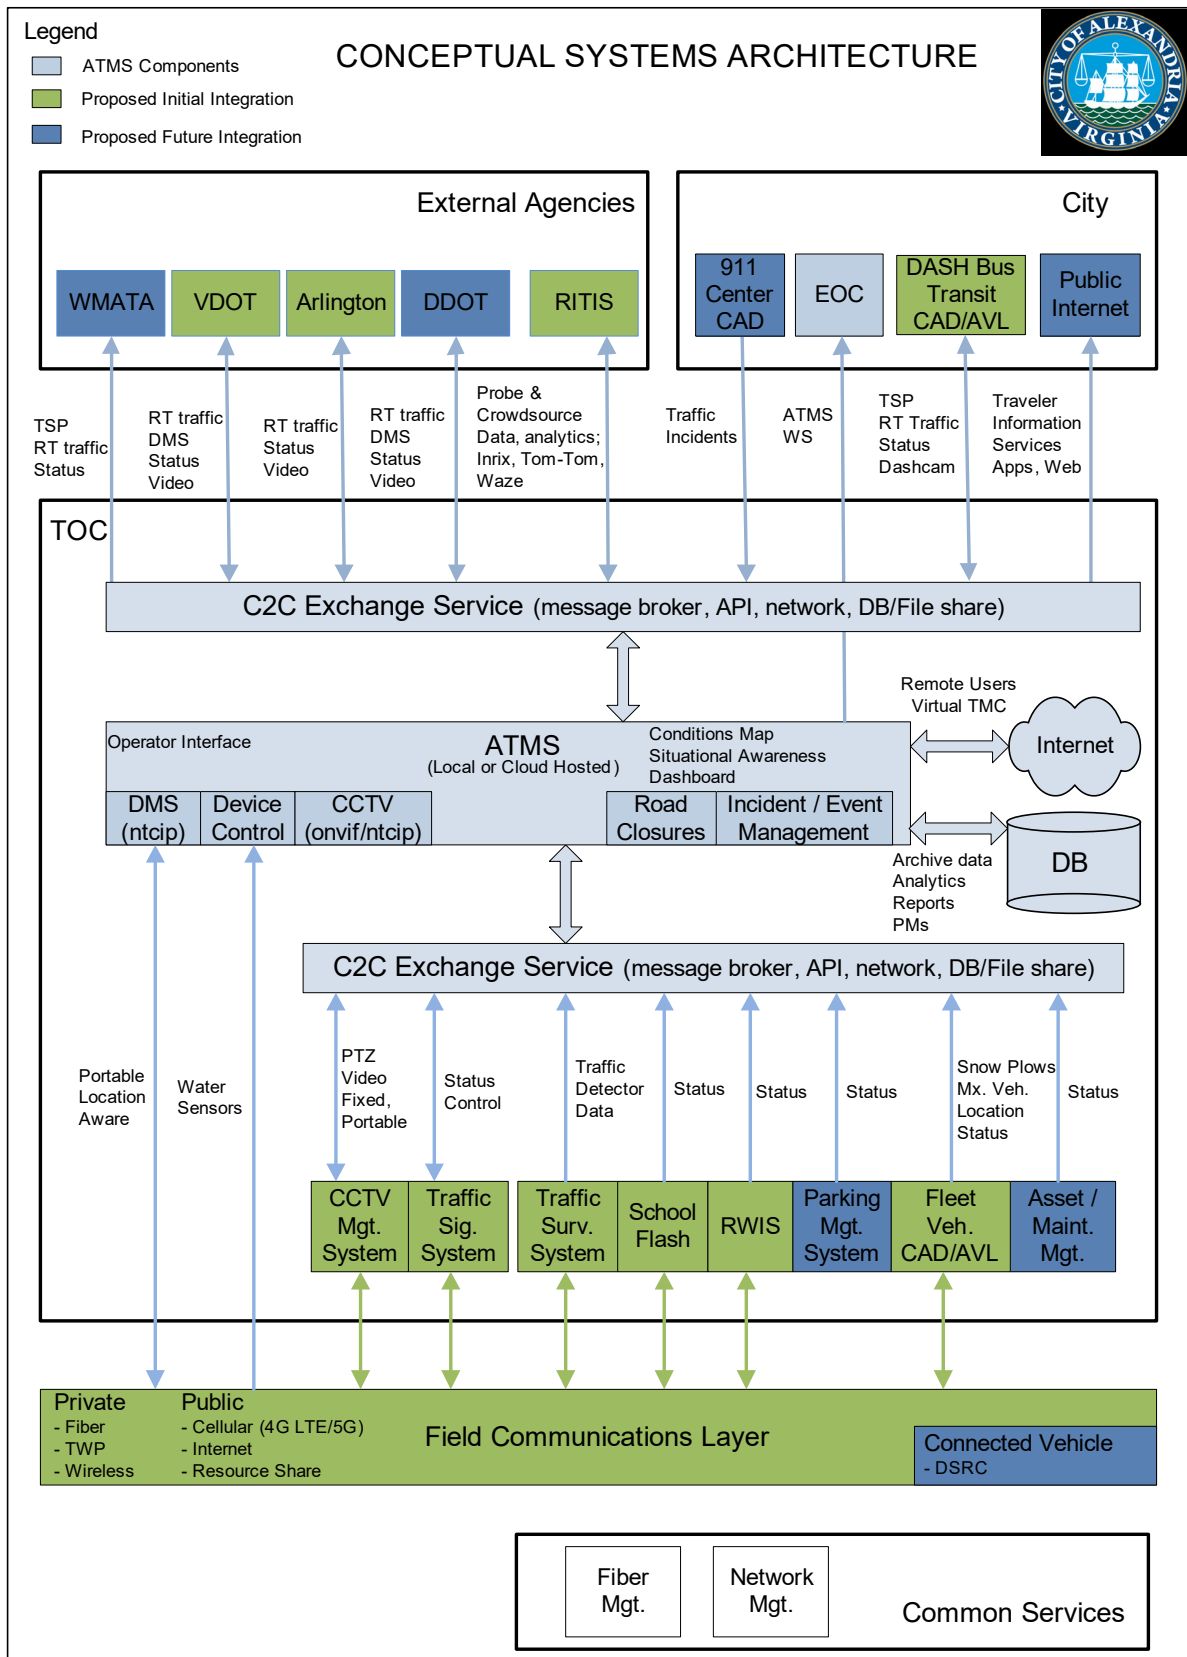 Legend
ATMS Components
Proposed Initial Integration
Proposed Future Integration
CONCEPTUAL SYSTEMS ARCHITECTURE
CITY OF ALEXANDRIA
VIRGINIA
External Agencies
WMATA
VDOT
Arlington
DDOT
RITIS
City
911
Center
CAD
EOC
DASH Bus
Transit
CAD/AVL
Public
Internet
TSP
RT traffic
Status
RT traffic
DMS
Status
Video
RT traffic
Status
Video
RT traffic
DMS
Status
Video
Probe &
Crowdsource
Data, analytics;
Inrix, Tom-Tom,
Waze
Traffic
Incidents
ATMS
WS
TSP
RT Traffic
Status
Dashcam
Traveler
Information
Services
Apps, Web
TOC
C2C Exchange Service (message broker, API, network, DB/File share)
Operator Interface
ATMS
(Local or Cloud Hosted)
Conditions Map
Situational Awareness
Dashboard
DMS
(ntcip)
Device
Control
CCTV
(onvif/ntcip)
Road
Closures
Incident / Event
Management
Remote Users
Virtual TMC
Internet
DB
Archive data
Analytics
Reports
PMs
C2C Exchange Service (message broker, API, network, DB/File share)
Portable
Location
Aware
Water
Sensors
PTZ
Video
Fixed,
Portable
Status
Control
Traffic
Detector
Data
Status
Status
Status
Snow Plows
Mx. Veh.
Location
Status
Status
CCTV
Mgt.
System
Traffic
Sig.
System
Traffic
Surv.
System
School
Flash
RWIS
Parking
Mgt.
System
Fleet
Veh.
CAD/AVL
Asset /
Maint.
Mgt.
Private
- Fiber
- TWP
- Wireless
Public
- Cellular (4G LTE/5G)
- Internet
- Resource Share
Field Communications Layer
Connected Vehicle
- DSRC
Fiber
Mgt.
Network
Mgt.
Common Services